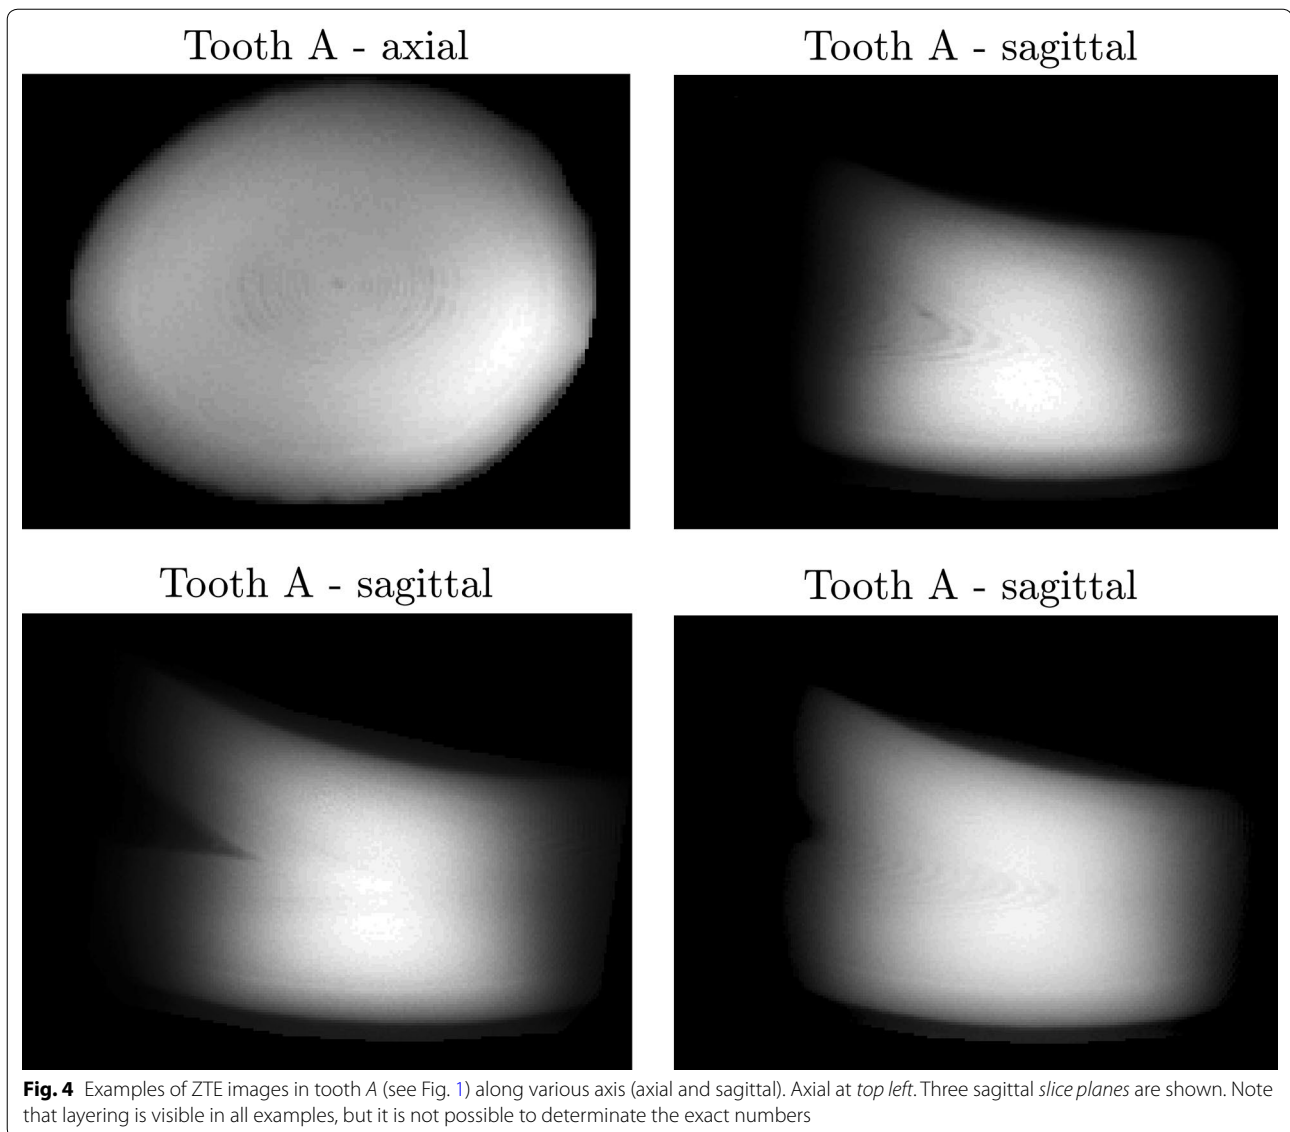 Tooth A - axial
Tooth A - sagittal
Tooth A - sagittal
Tooth A - sagittal
Fig. 4 Examples of ZTE images in tooth A (see Fig. 1) along various axis (axial and sagittal). Axial at top left. Three sagittal slice planes are shown. Note
that layering is visible in all examples, but it is not possible to determinate the exact numbers